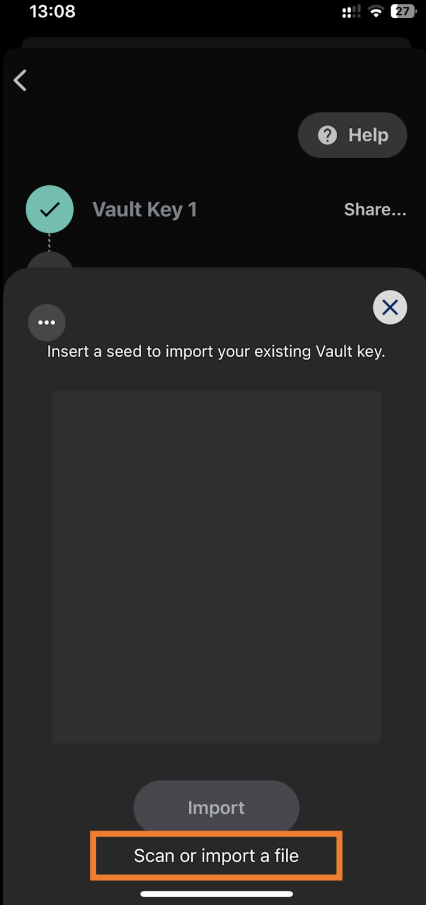 13:08
27
Help
Vault Key 1
Share...
Insert a seed to import your existing Vault key.
Import
Scan or import a file